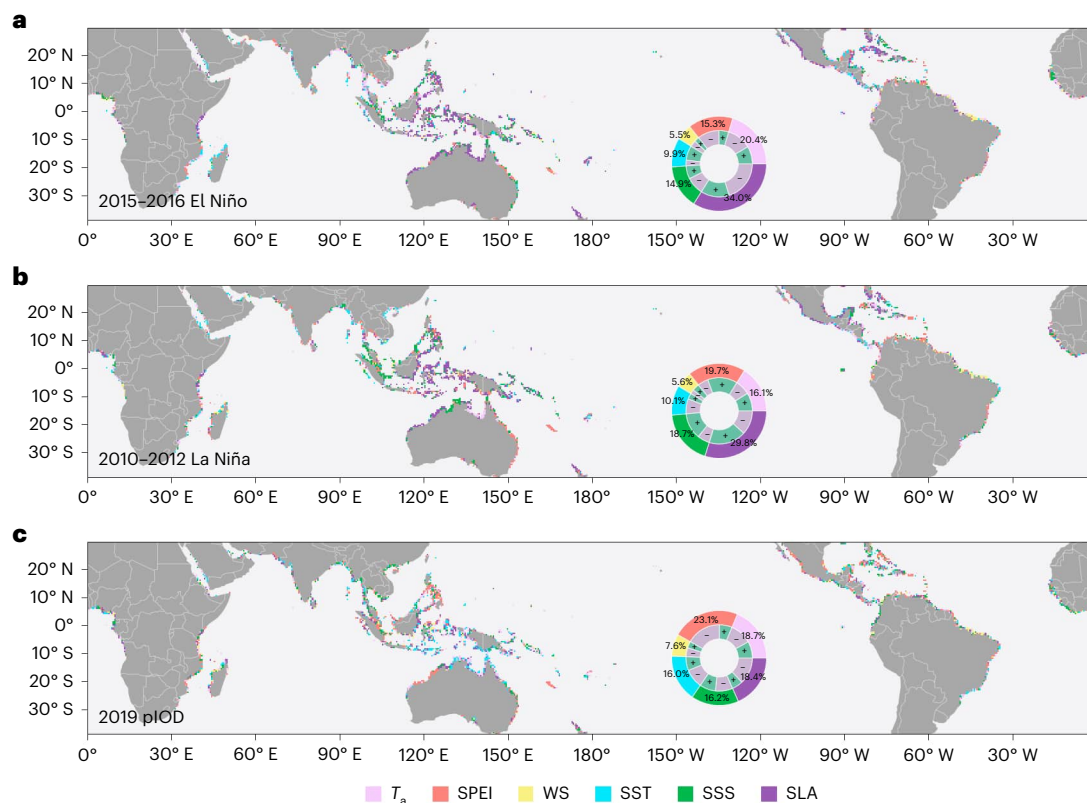 a
20° N
10° N
0°
10° S
20° S
30° S
15.3%
20.4%
5.5%
9.9%
14.9%
34.0%
+ − + − + − + − + − + −
2015–2016 El Niño
0° 30° E 60° E 90° E 120° E 150° E 180° 150° W 120° W 90° W 60° W 30° W
b
20° N
10° N
0°
10° S
20° S
30° S
19.7%
16.1%
5.6%
10.1%
18.7%
29.8%
2010–2012 La Niña
0° 30° E 60° E 90° E 120° E 150° E 180° 150° W 120° W 90° W 60° W 30° W
c
20° N
10° N
0°
10° S
20° S
30° S
23.1%
18.7%
7.6%
16.0%
18.4%
16.2%
2019 pIOD
0° 30° E 60° E 90° E 120° E 150° E 180° 150° W 120° W 90° W 60° W 30° W
Ta SPEI WS SST SSS SLA